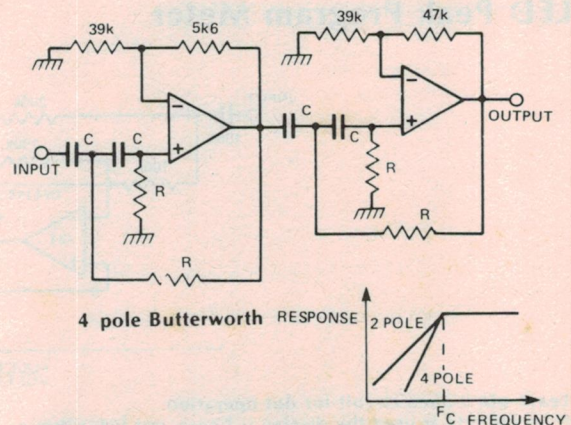 39k
5k6
39k
47k
C
C
R
INPUT
R
C
C
R
R
OUTPUT
4 pole Butterworth
RESPONSE
2 POLE
4 POLE
FC
FREQUENCY